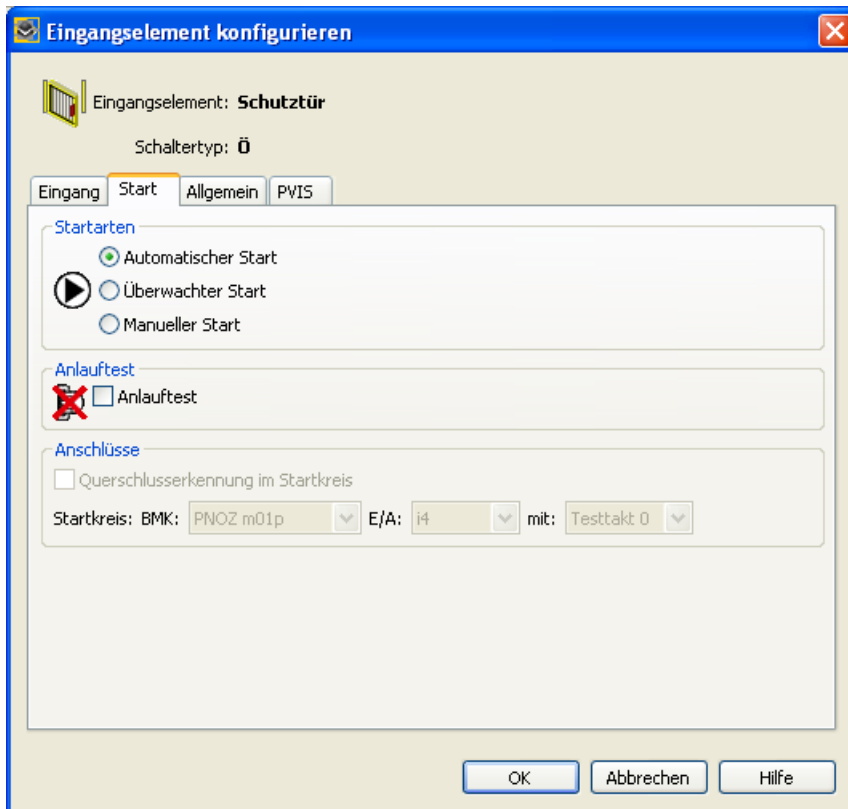 Eingangselement konfigurieren
Eingangselement: Schutztür
Schaltertyp: Ö
Eingang Start Allgemein PVIS
Startarten
Automatischer Start
Überwachter Start
Manueller Start
Anlauftest
Anlauftest
Anschlüsse
Querschlusserkennung im Startkreis
Startkreis: BMK: PNOZ m01p E/A: i4 mit: Testtakt 0
OK Abbrechen Hilfe